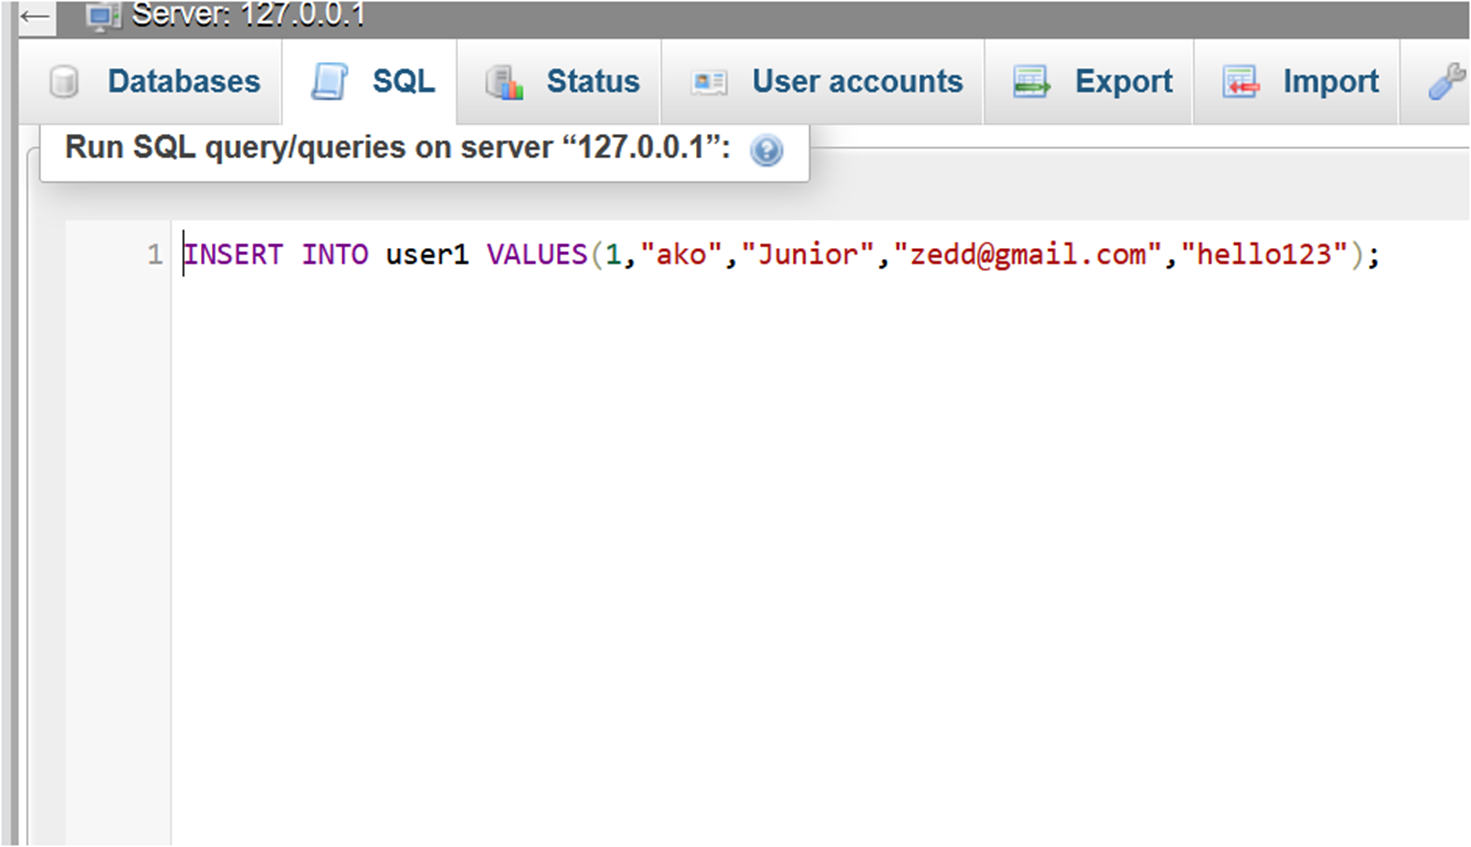 Server: 127.0.0.1
Databases SQL Status User accounts Export Import
Run SQL query/queries on server “127.0.0.1”:
1 INSERT INTO user1 VALUES(1,"ako","Junior","zedd@gmail.com","hello123");